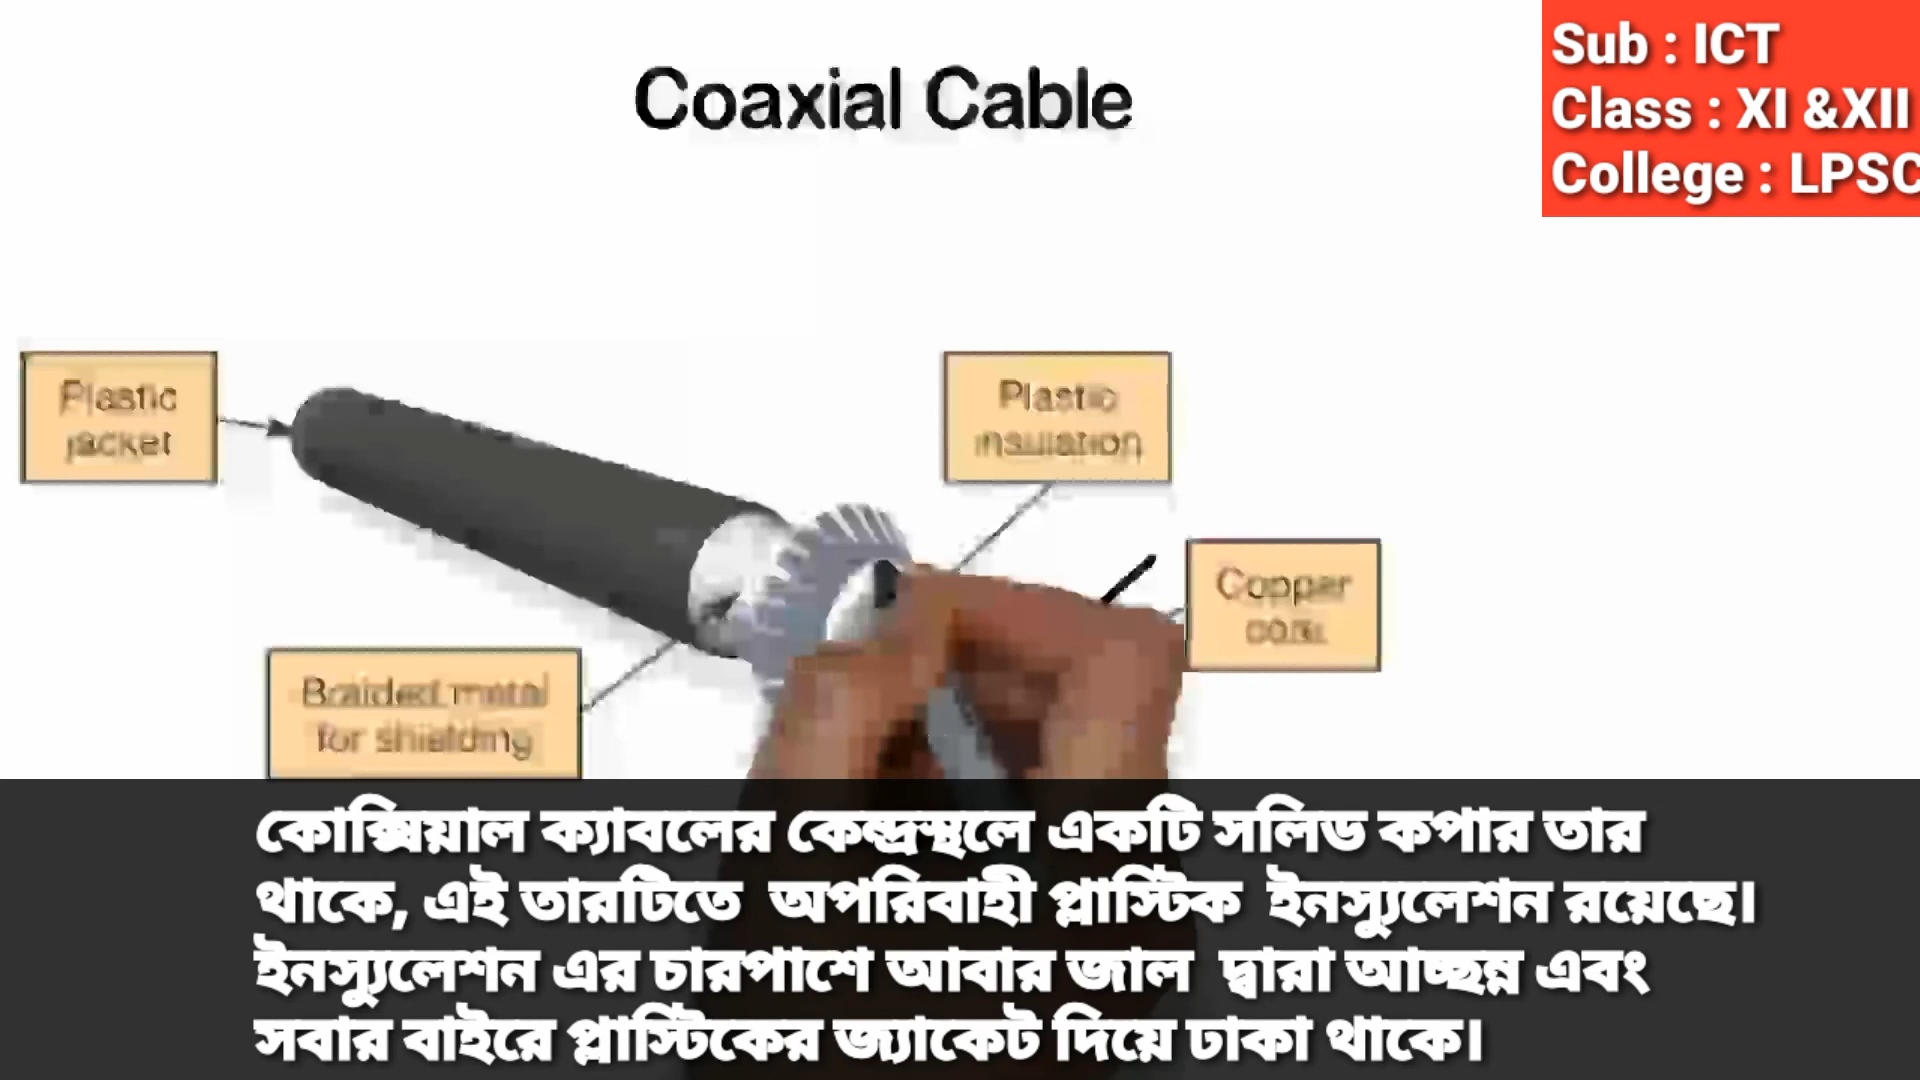 Sub : ICT
Class : XI &XII
College : LPSC
Coaxial Cable
Plastic
jacket
Plastic
insulation
Copper
Braided metal
for shielding
কোক্সিয়াল ক্যাবলের কেন্দ্রস্থলে একটি সলিড কপার তার
থাকে, এই তারটিতে অপরিবাহী প্লাস্টিক ইনস্যুলেশন রয়েছে।
ইনস্যুলেশন এর চারপাশে আবার জাল দ্বারা আচ্ছন্ন এবং
সবার বাইরে প্লাস্টিকের জ্যাকেট দিয়ে ঢাকা থাকে।